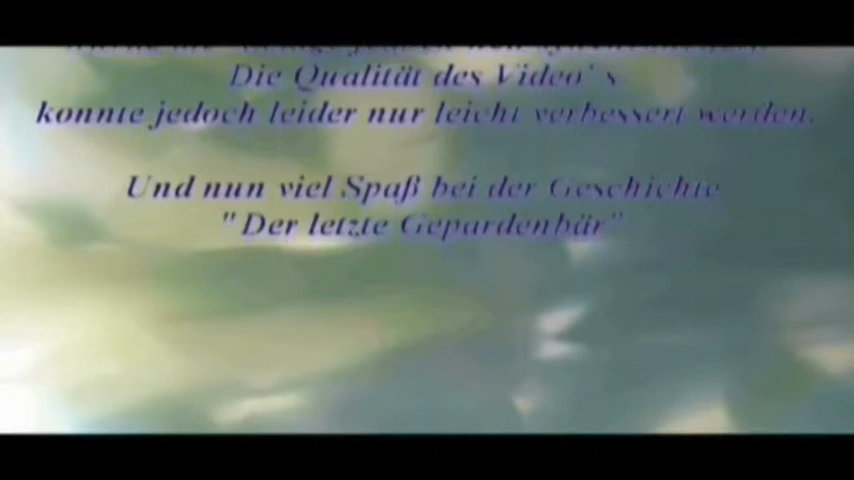 Die Qualität des Video's
konnte jedoch leider nur leicht verbessert werden.
Und nun viel Spaß bei der Geschichte
"Der letzte Gepardenbär"